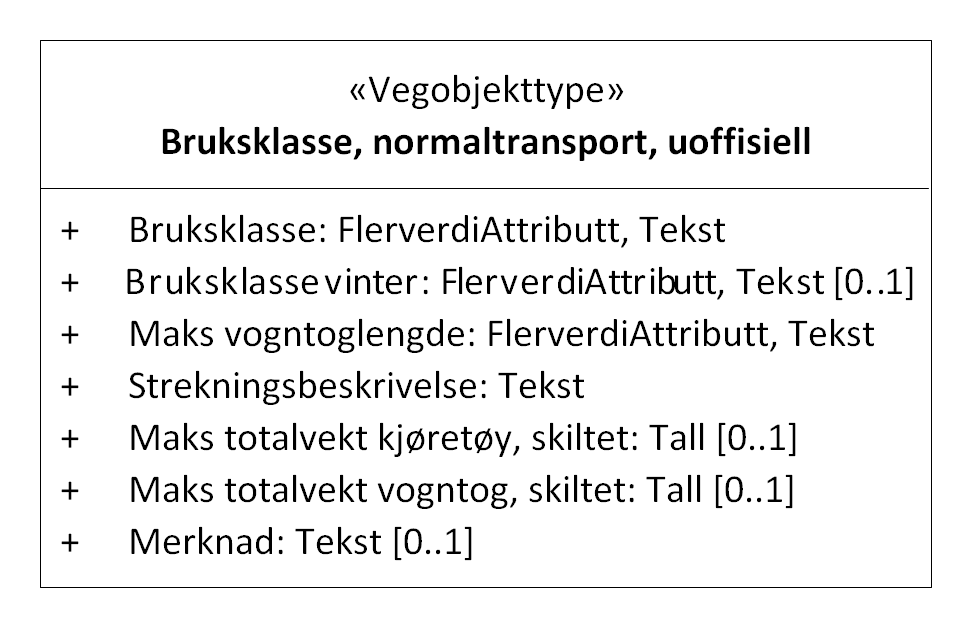 «Vegobjekttype»
Bruksklasse, normaltransport, uoffisiell
+ Bruksklasse: FlerverdiAttributt, Tekst
+ Bruksklasse vinter: FlerverdiAttributt, Tekst [0..1]
+ Maks vogntoglengde: FlerverdiAttributt, Tekst
+ Strekningsbeskrivelse: Tekst
+ Maks totalvekt kjøretøy, skiltet: Tall [0..1]
+ Maks totalvekt vogntog, skiltet: Tall [0..1]
+ Merknad: Tekst [0..1]